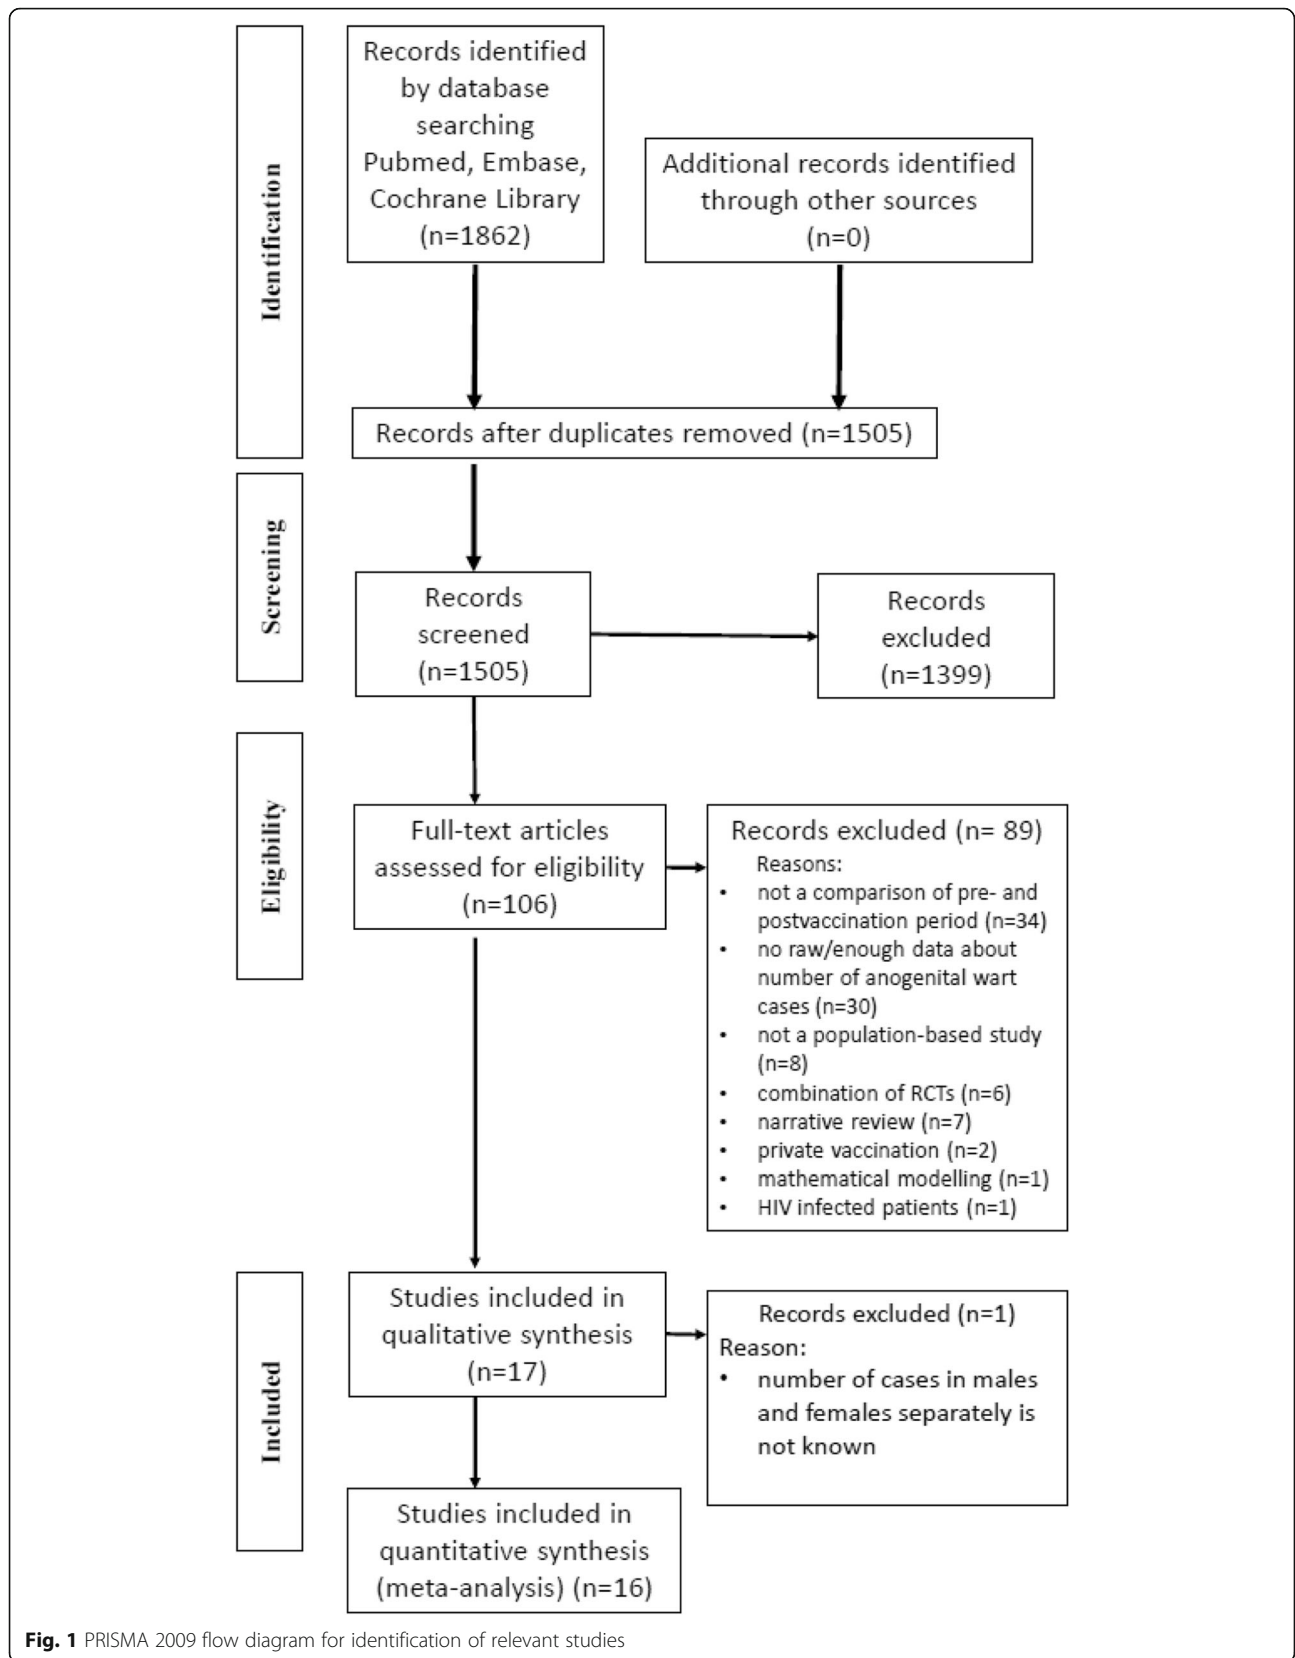 Identification
Records identified
by database
searching
Pubmed, Embase,
Cochrane Library
(n=1862)
Additional records identified
through other sources
(n=0)
Records after duplicates removed (n=1505)
Screening
Records
screened
(n=1505)
Records
excluded
(n=1399)
Eligibility
Full-text articles
assessed for eligibility
(n=106)
Records excluded (n= 89)
Reasons:
• not a comparison of pre- and
postvaccination period (n=34)
• no raw/enough data about
number of anogenital wart
cases (n=30)
• not a population-based study
(n=8)
• combination of RCTs (n=6)
• narrative review (n=7)
• private vaccination (n=2)
• mathematical modelling (n=1)
• HIV infected patients (n=1)
Included
Studies included in
qualitative synthesis
(n=17)
Records excluded (n=1)
Reason:
• number of cases in males
and females separately is
not known
Studies included in
quantitative synthesis
(meta-analysis) (n=16)
Fig. 1 PRISMA 2009 flow diagram for identification of relevant studies